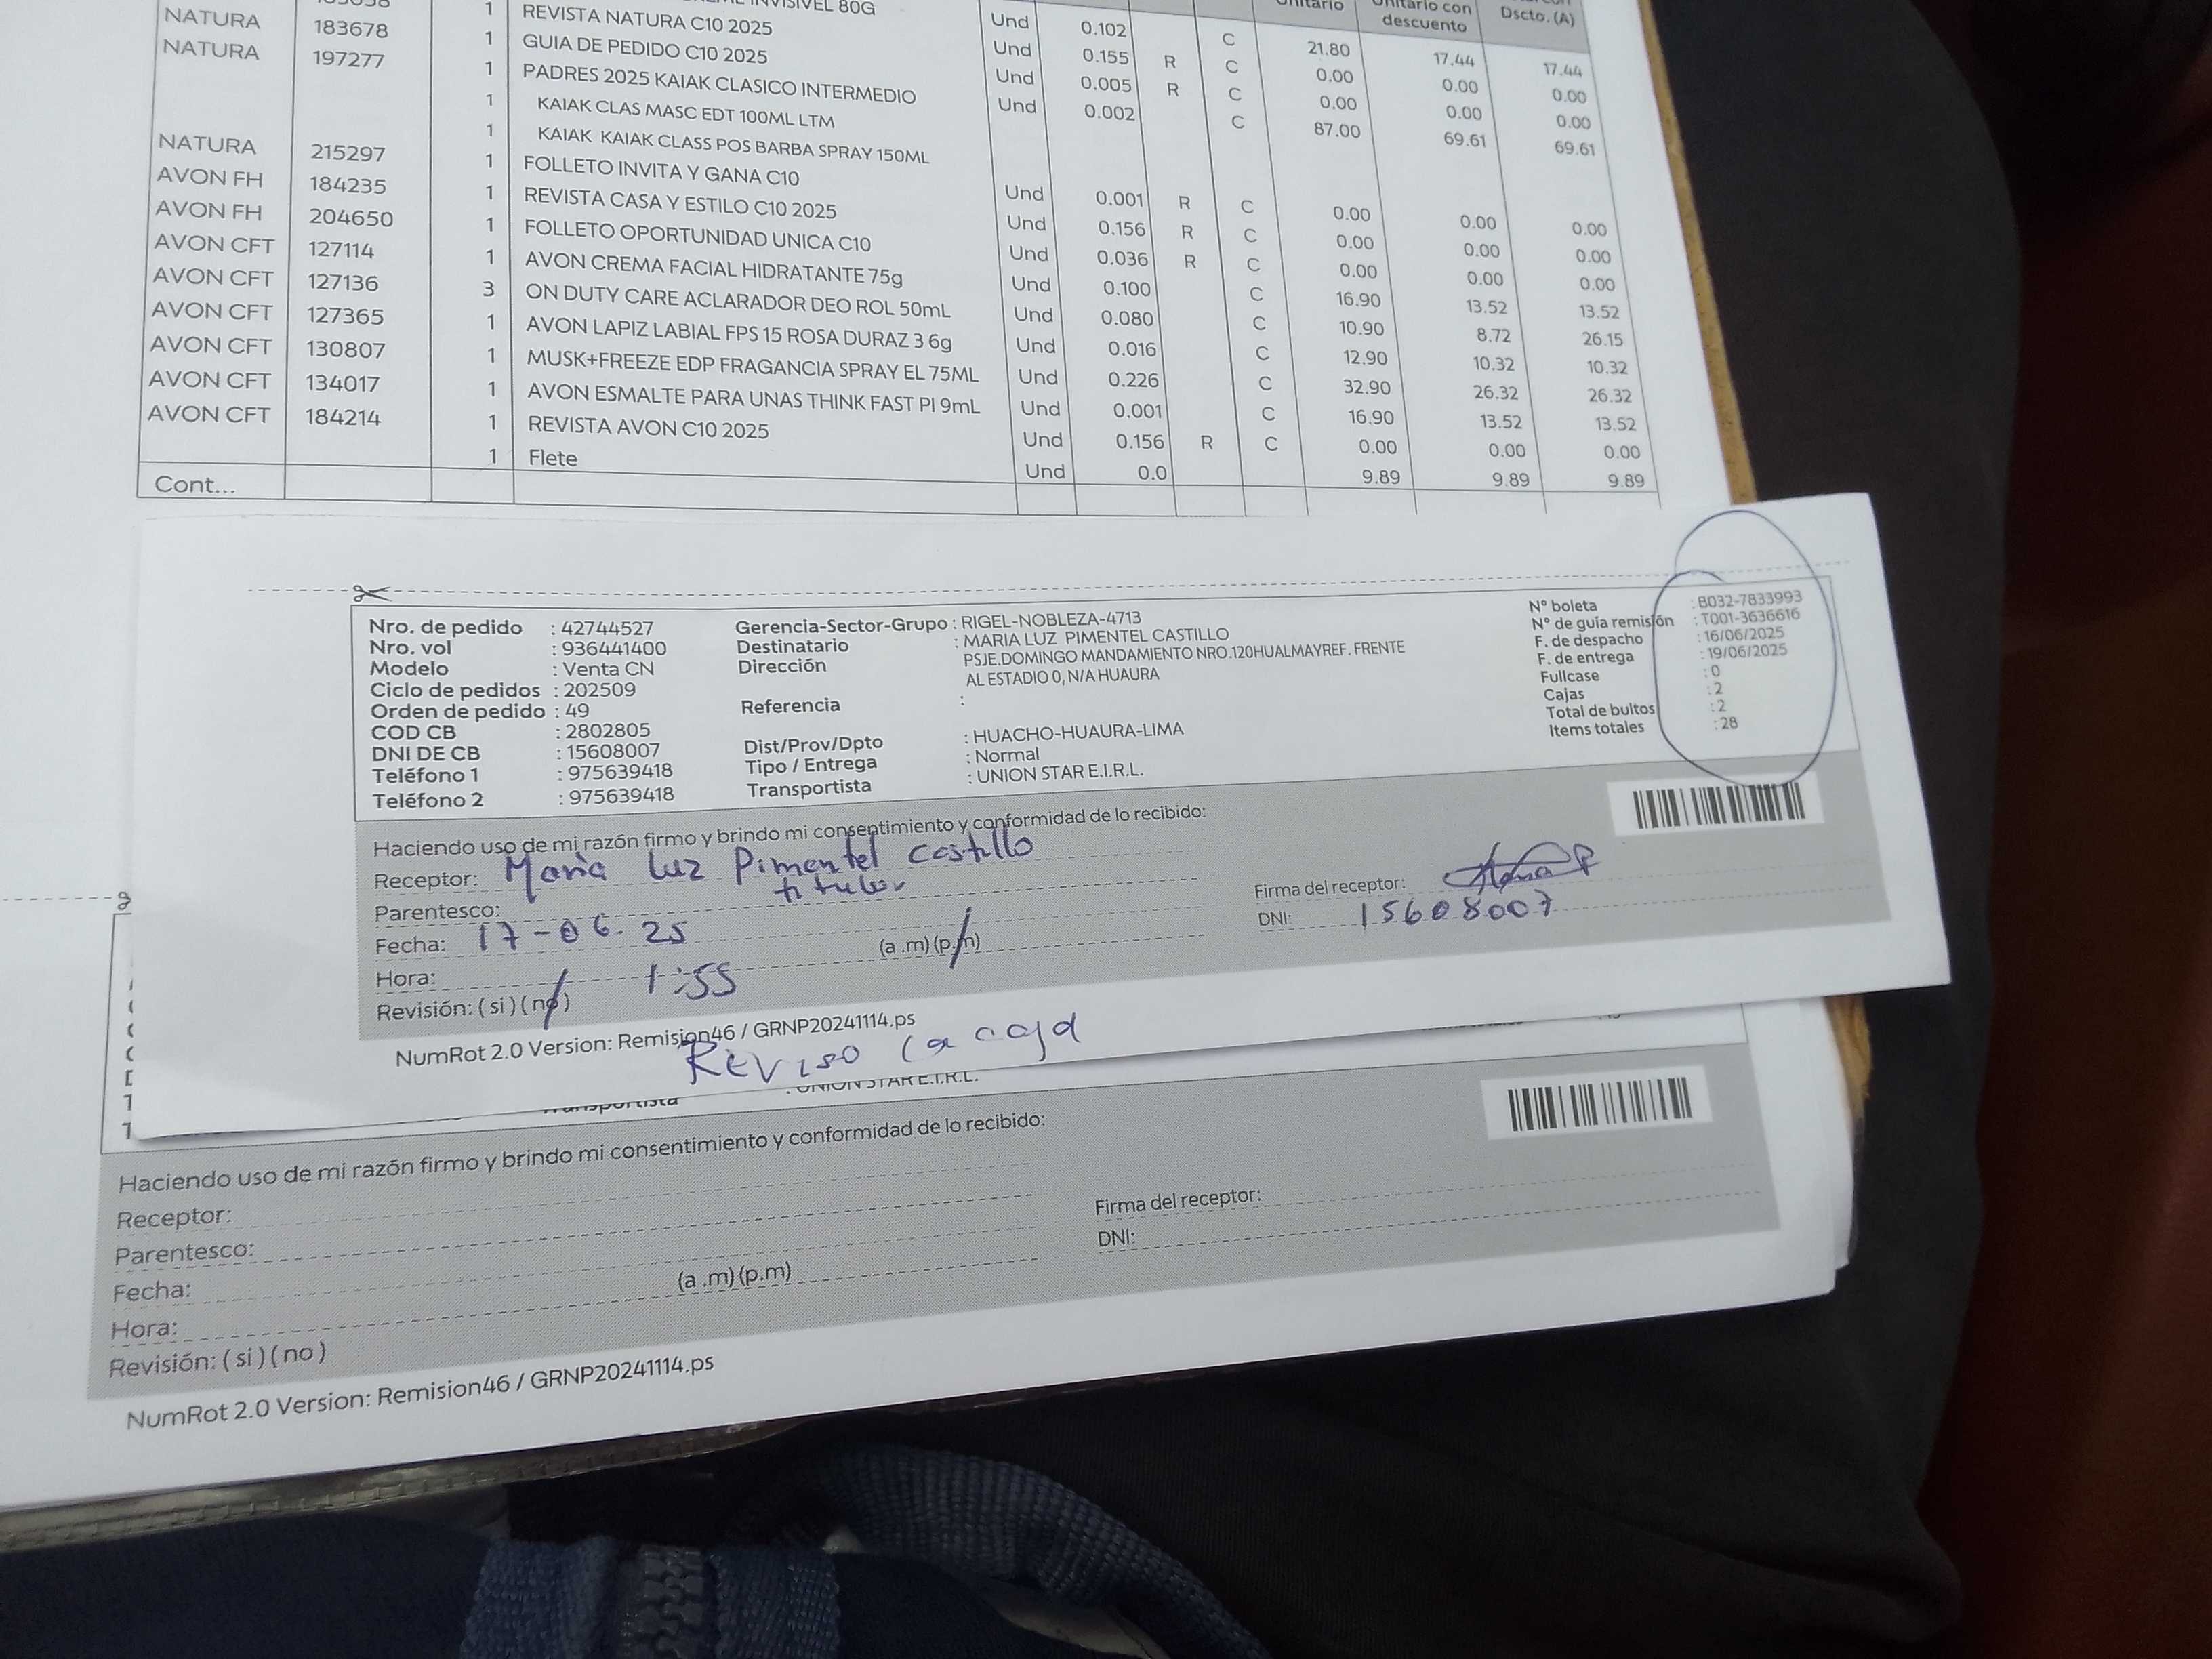 INVISIVEL 80G
Unitario Unitario con descuento Dscto. (A)
NATURA 183678 1 REVISTA NATURA C10 2025 Und 0.102 C 21.80 17.44 17.44
NATURA 197277 1 GUIA DE PEDIDO C10 2025 Und 0.155 R C 0.00 0.00 0.00
1 PADRES 2025 KAIAK CLASICO INTERMEDIO Und 0.005 R C 0.00 0.00 0.00
1 KAIAK CLAS MASC EDT 100ML LTM Und 0.002 C 87.00 69.61 69.61
1 KAIAK KAIAK CLASS POS BARBA SPRAY 150ML
NATURA 215297 1 FOLLETO INVITA Y GANA C10 Und 0.001 R C 0.00 0.00 0.00
AVON FH 184235 1 REVISTA CASA Y ESTILO C10 2025 Und 0.156 R C 0.00 0.00 0.00
AVON FH 204650 1 FOLLETO OPORTUNIDAD UNICA C10 Und 0.036 R C 0.00 0.00 0.00
AVON CFT 127114 1 AVON CREMA FACIAL HIDRATANTE 75g Und 0.100 C 16.90 13.52 13.52
AVON CFT 127136 3 ON DUTY CARE ACLARADOR DEO ROL 50mL Und 0.080 C 10.90 8.72 26.15
AVON CFT 127365 1 AVON LAPIZ LABIAL FPS 15 ROSA DURAZ 3 6g Und 0.016 C 12.90 10.32 10.32
AVON CFT 130807 1 MUSK+FREEZE EDP FRAGANCIA SPRAY EL 75ML Und 0.226 C 32.90 26.32 26.32
AVON CFT 134017 1 AVON ESMALTE PARA UNAS THINK FAST PI 9mL Und 0.001 C 16.90 13.52 13.52
AVON CFT 184214 1 REVISTA AVON C10 2025 Und 0.156 R C 0.00 0.00 0.00
1 Flete Und 0.0 9.89 9.89 9.89
Cont...
Nro. de pedido : 42744527
Nro. vol : 936441400
Modelo : Venta CN
Ciclo de pedidos : 202509
Orden de pedido : 49
COD CB : 2802805
DNI DE CB : 15608007
Teléfono 1 : 975639418
Teléfono 2 : 975639418
Gerencia-Sector-Grupo : RIGEL-NOBLEZA-4713
Destinatario : MARIA LUZ PIMENTEL CASTILLO
Dirección PSJE.DOMINGO MANDAMIENTO NRO.120HUALMAYREF. FRENTE
AL ESTADIO 0, N/A HUAURA
Referencia :
Dist/Prov/Dpto : HUACHO-HUAURA-LIMA
Tipo / Entrega : Normal
Transportista : UNION STAR E.I.R.L.
N° boleta : B032-7833993
N° de guía remisión : T001-3636616
F. de despacho : 16/06/2025
F. de entrega : 19/06/2025
Fullcase : 0
Cajas : 2
Total de bultos : 2
Items totales : 28
Haciendo uso de mi razón firmo y brindo mi consentimiento y conformidad de lo recibido:
Receptor: Maria Luz Pimentel Castillo
Parentesco: titular
Fecha: 17-06-25 (a .m) (p.m)
Hora: 1:55
Revisión: ( si ) ( no )
Firma del receptor:
DNI: 15608007
NumRot 2.0 Version: Remision46 / GRNP20241114.ps
Reviso la caja
Transportista : UNION STAR E.I.R.L.
Haciendo uso de mi razón firmo y brindo mi consentimiento y conformidad de lo recibido:
Receptor:
Parentesco:
Fecha: (a .m) (p.m)
Hora:
Revisión: ( si ) ( no )
Firma del receptor:
DNI:
NumRot 2.0 Version: Remision46 / GRNP20241114.ps